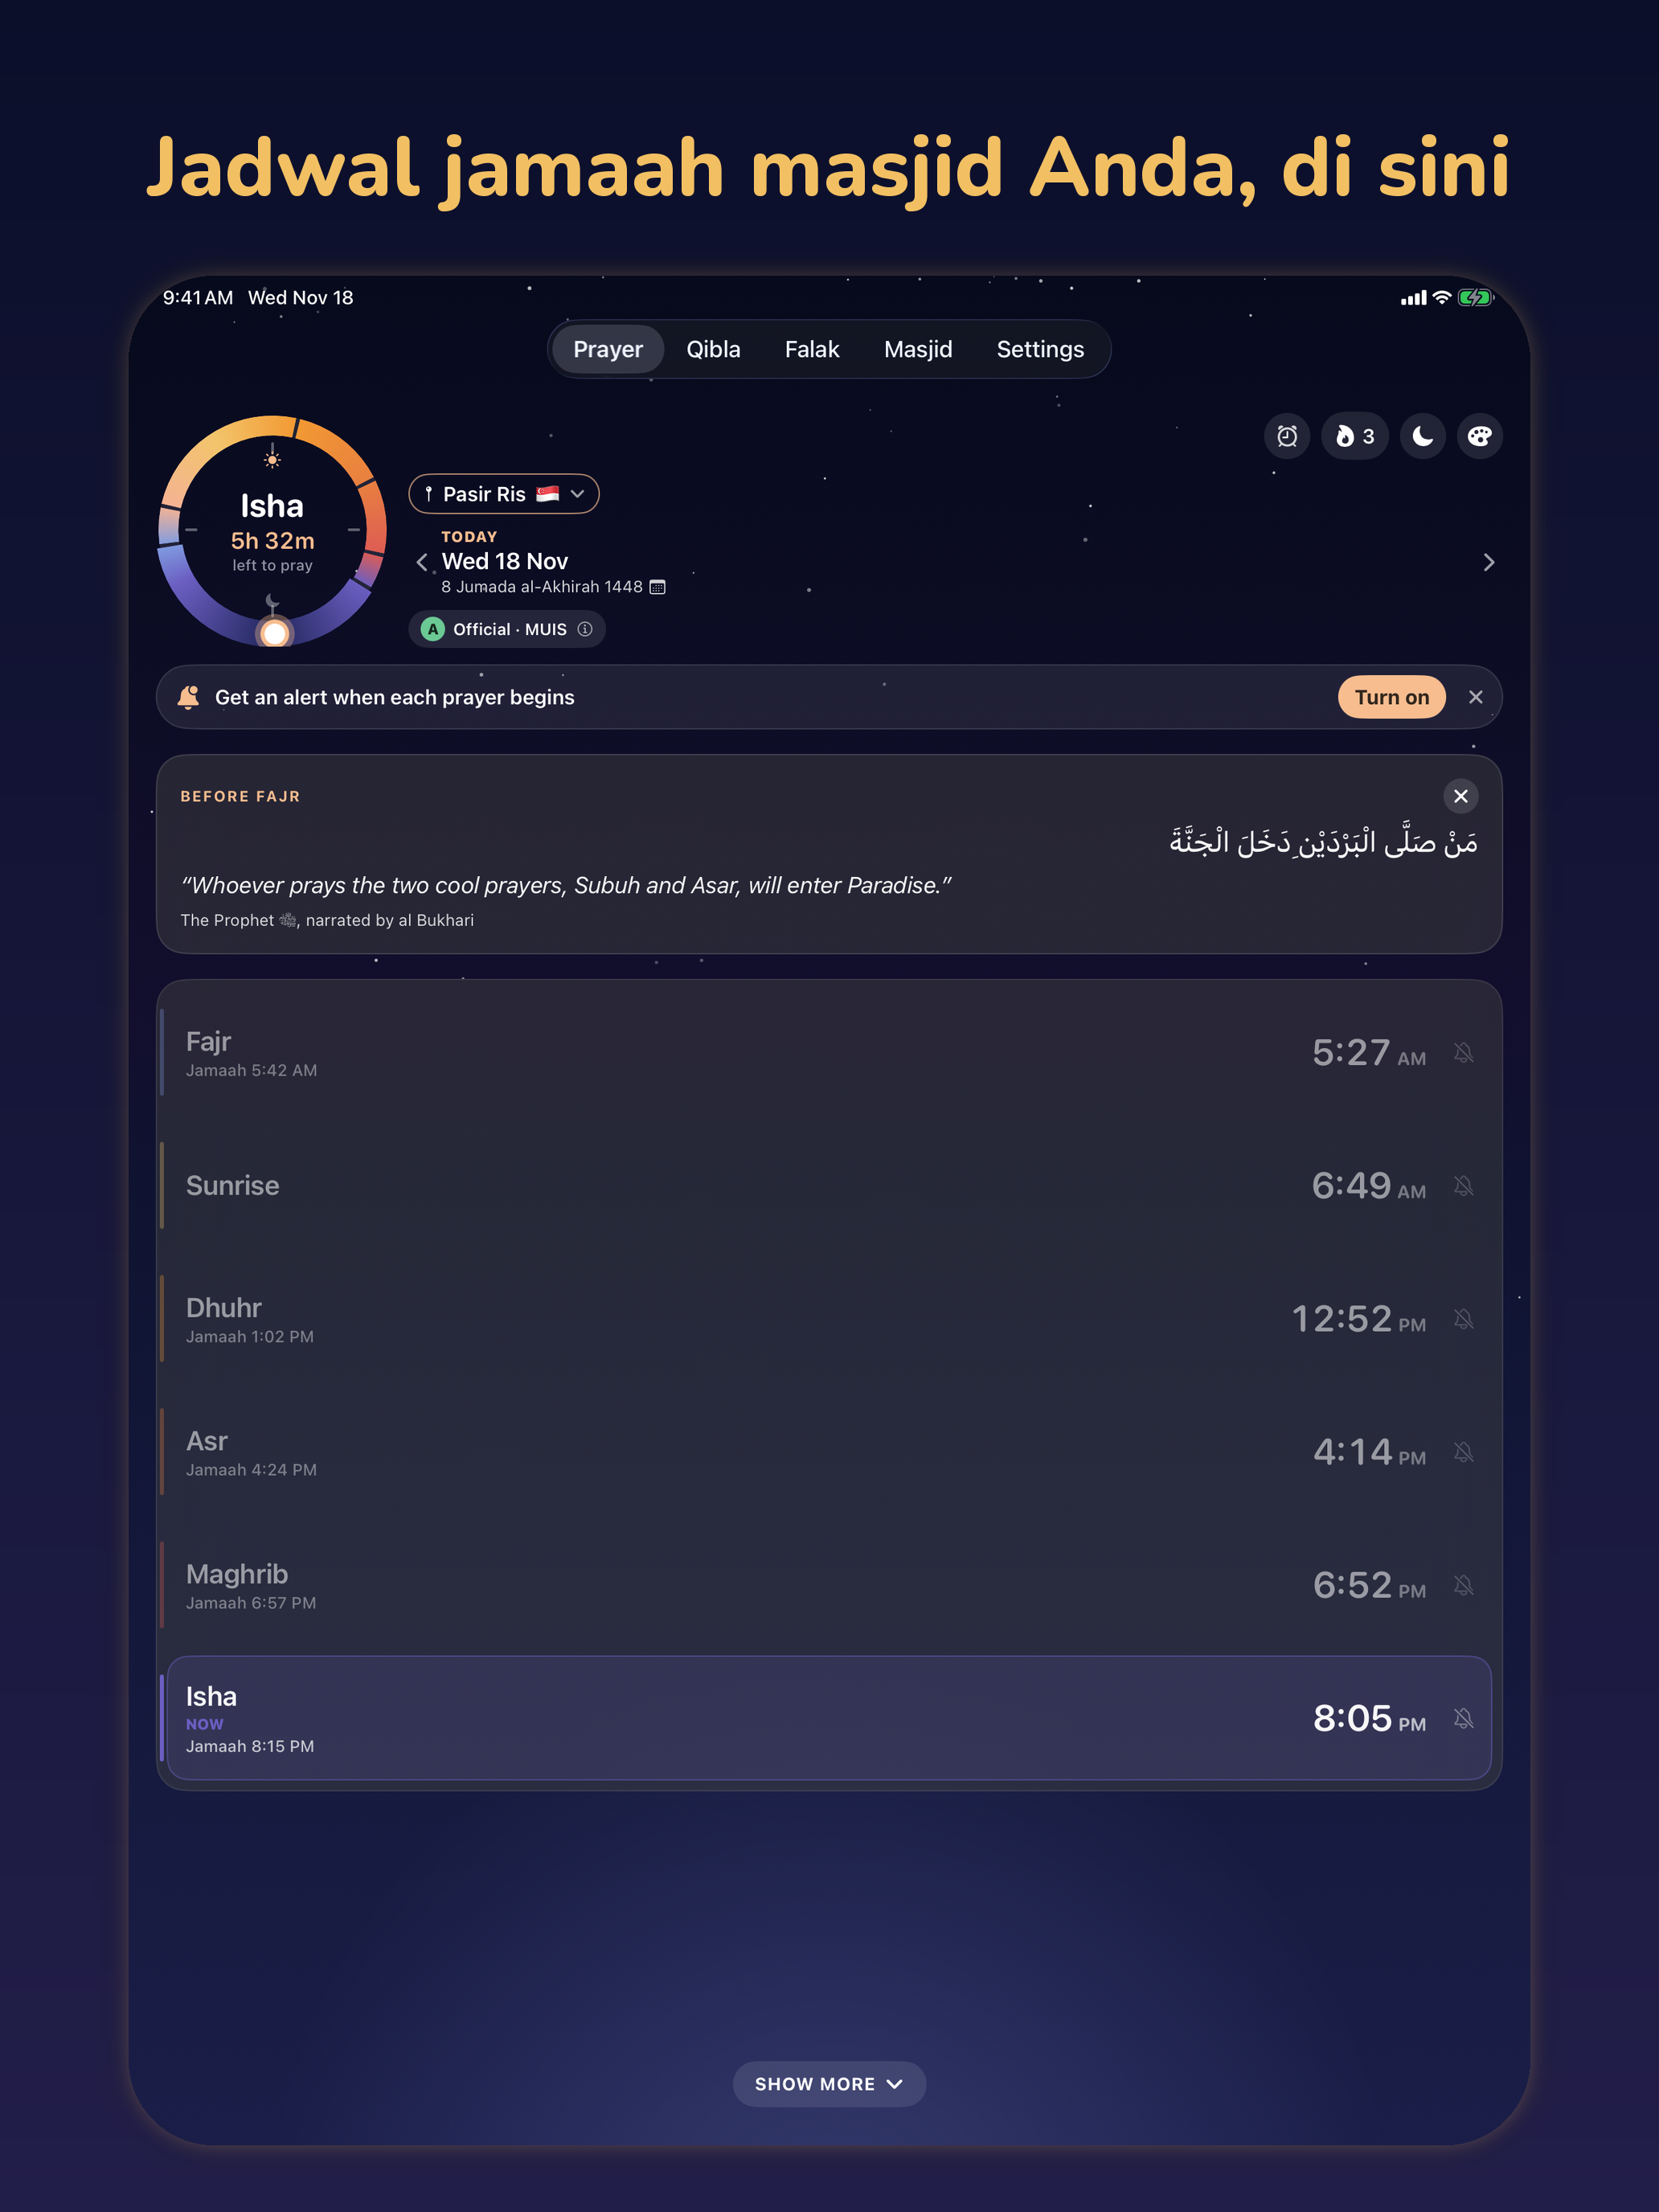 Jadwal jamaah masjid Anda, di sini
9:41 AM Wed Nov 18
Prayer Qibla Falak Masjid Settings
3
Isha
5h 32m
left to pray
Pasir Ris 🇸🇬
TODAY
Wed 18 Nov
8 Jumada al-Akhirah 1448
A Official · MUIS
Get an alert when each prayer begins Turn on
BEFORE FAJR
مَنْ صَلَّى الْبَرْدَيْنِ دَخَلَ الْجَنَّةَ
“Whoever prays the two cool prayers, Subuh and Asar, will enter Paradise.”
The Prophet ﷺ, narrated by al Bukhari
Fajr 5:27 AM
Jamaah 5:42 AM
Sunrise 6:49 AM
Dhuhr 12:52 PM
Jamaah 1:02 PM
Asr 4:14 PM
Jamaah 4:24 PM
Maghrib 6:52 PM
Jamaah 6:57 PM
Isha 8:05 PM
NOW
Jamaah 8:15 PM
SHOW MORE